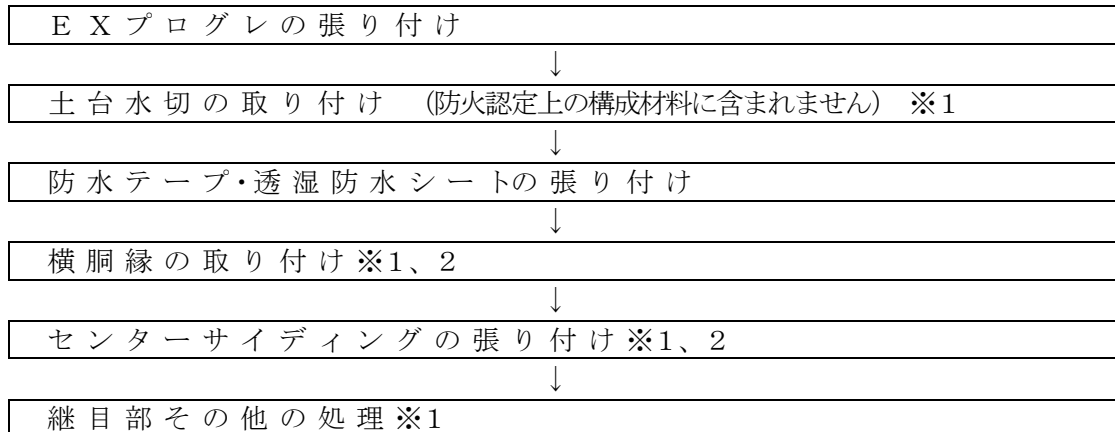 ＥＸプログレの張り付け
↓
土台水切の取り付け　(防火認定上の構成材料に含まれません)　※１
↓
防水テープ・透湿防水シートの張り付け
↓
横胴縁の取り付け※１、２
↓
センターサイディングの張り付け※１、２
↓
継目部その他の処理※１